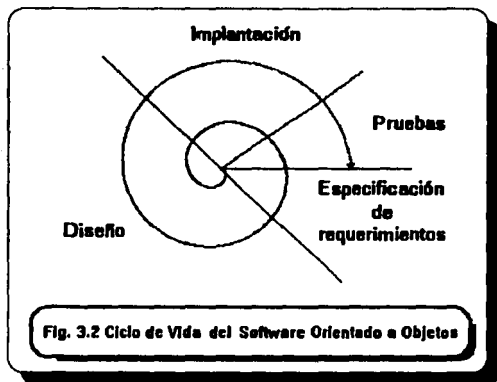 Implantación
Pruebas
Especificación
de
requerimientos
Diseño
Fig. 3.2 Ciclo de Vida del Software Orientado a Objetos